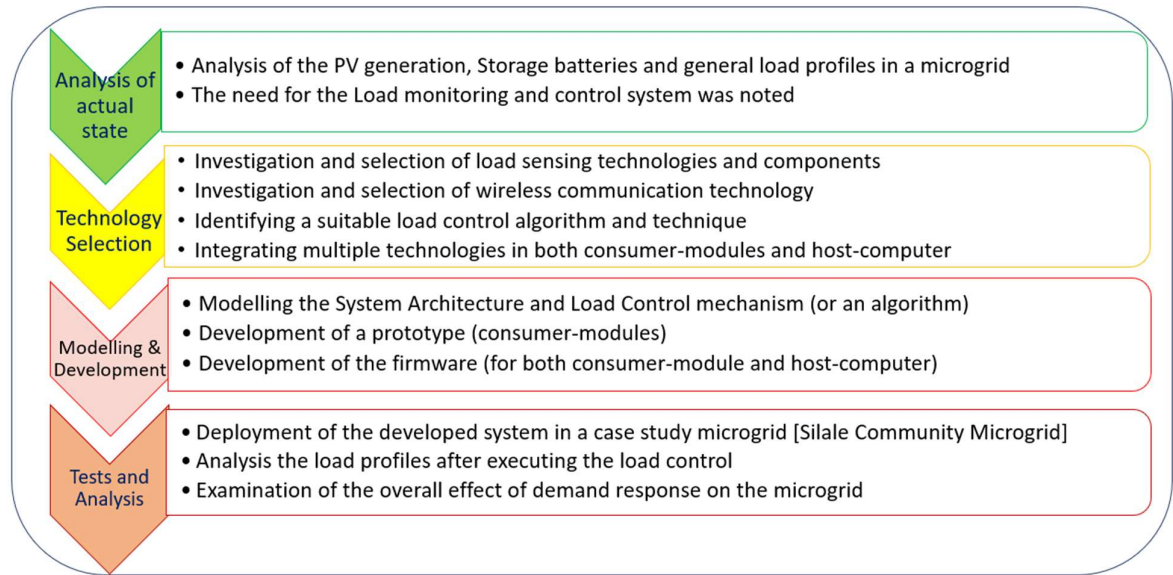 Analysis of
actual
state
• Analysis of the PV generation, Storage batteries and general load profiles in a microgrid
• The need for the Load monitoring and control system was noted
Technology
Selection
• Investigation and selection of load sensing technologies and components
• Investigation and selection of wireless communication technology
• Identifying a suitable load control algorithm and technique
• Integrating multiple technologies in both consumer-modules and host-computer
Modelling &
Development
• Modelling the System Architecture and Load Control mechanism (or an algorithm)
• Development of a prototype (consumer-modules)
• Development of the firmware (for both consumer-module and host-computer)
Tests and
Analysis
• Deployment of the developed system in a case study microgrid [Silale Community Microgrid]
• Analysis the load profiles after executing the load control
• Examination of the overall effect of demand response on the microgrid